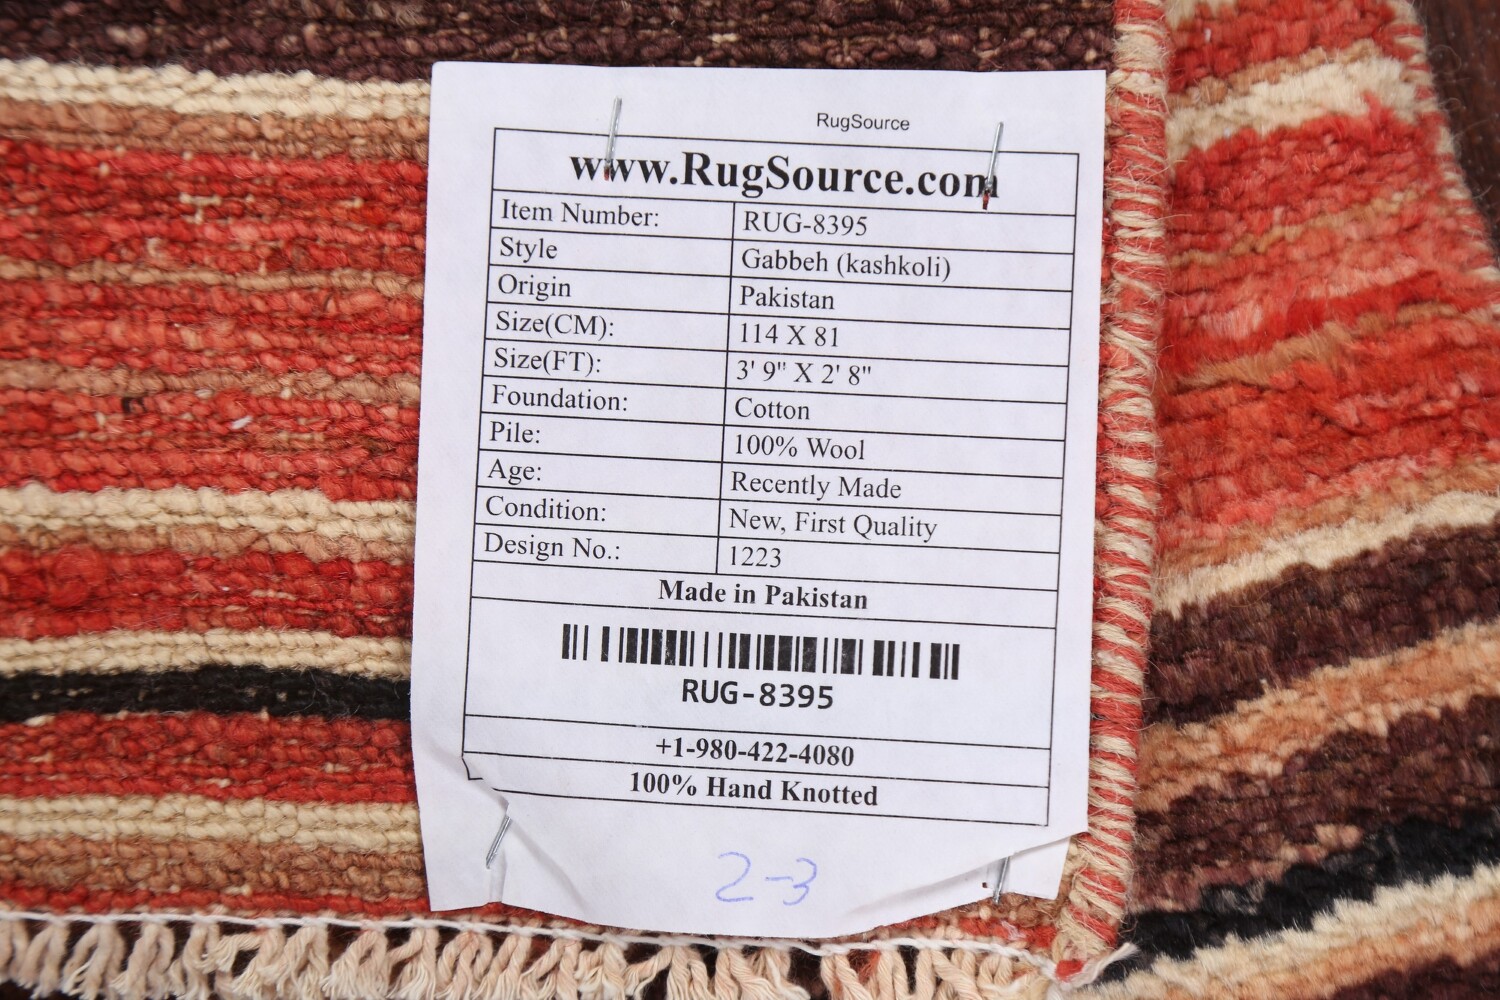 RugSource
www.RugSource.com
Item Number: RUG-8395
Style Gabbeh (kashkoli)
Origin Pakistan
Size(CM): 114 X 81
Size(FT): 3' 9" X 2' 8"
Foundation: Cotton
Pile: 100% Wool
Age: Recently Made
Condition: New, First Quality
Design No.: 1223
Made in Pakistan
RUG-8395
+1-980-422-4080
100% Hand Knotted
2-3